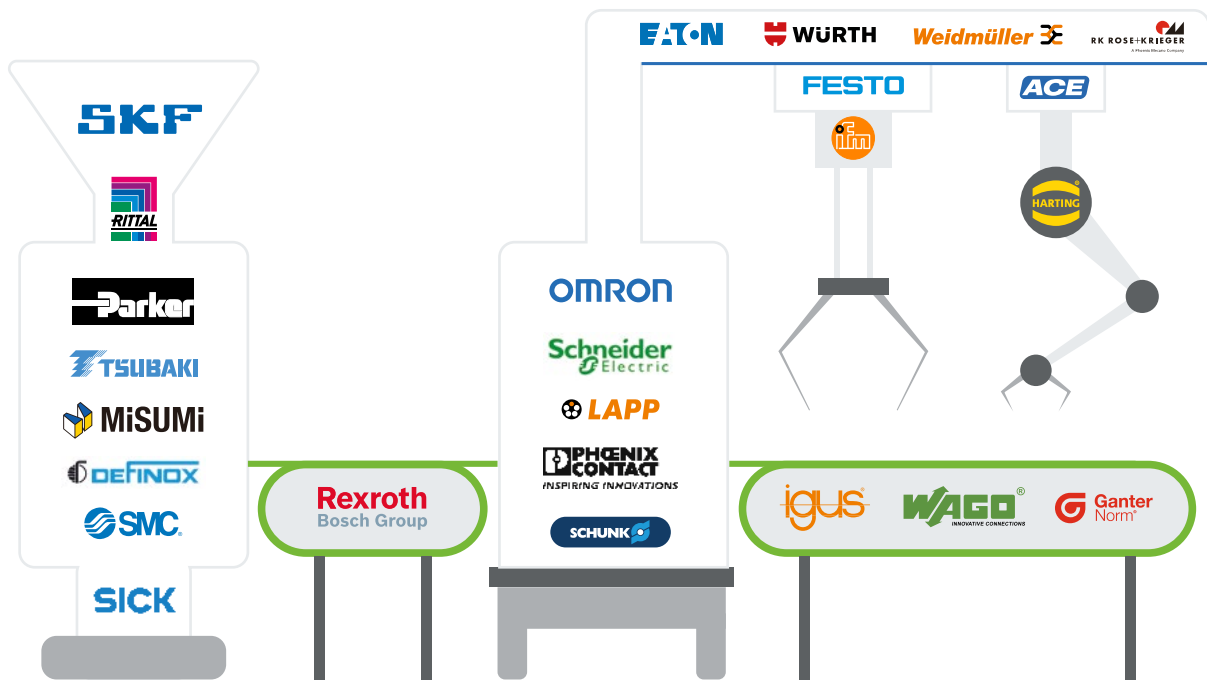 EATON
WÜRTH
Weidmüller
RK ROSE+KRIEGER
A Phoenix Mecano Company
SKF
FESTO
ACE
ifm
RITTAL
HARTING
Parker
TSUBAKI
MiSUMi
DEFINOX
SMC
SICK
Rexroth
Bosch Group
OMRON
Schneider
Electric
LAPP
PHŒNIX
CONTACT
INSPIRING INNOVATIONS
SCHUNK
igus®
WAGO®
INNOVATIVE CONNECTIONS
Ganter
Norm®